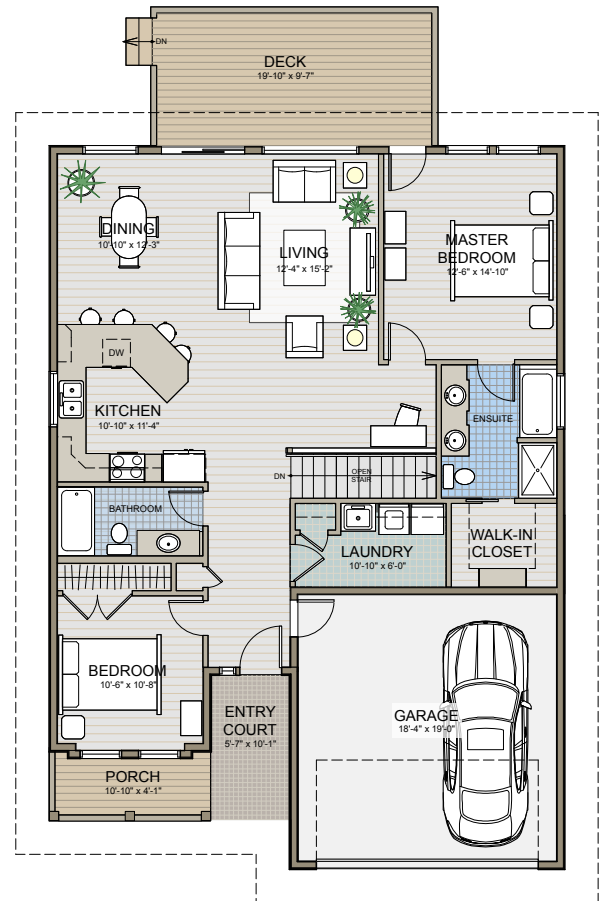 DN
DECK
19'-10" x 9'-7"
DINING
10'-10" x 12'-3"
LIVING
12'-4" x 15'-2"
MASTER
BEDROOM
12'-6" x 14'-10"
DW
KITCHEN
10'-10" x 11'-4"
ENSUITE
DN
OPEN
STAIR
BATHROOM
LAUNDRY
10'-10" x 6'-0"
WALK-IN
CLOSET
BEDROOM
10'-6" x 10'-8"
ENTRY
COURT
5'-7" x 10'-1"
GARAGE
18'-4" x 19'-0"
PORCH
10'-10" x 4'-1"